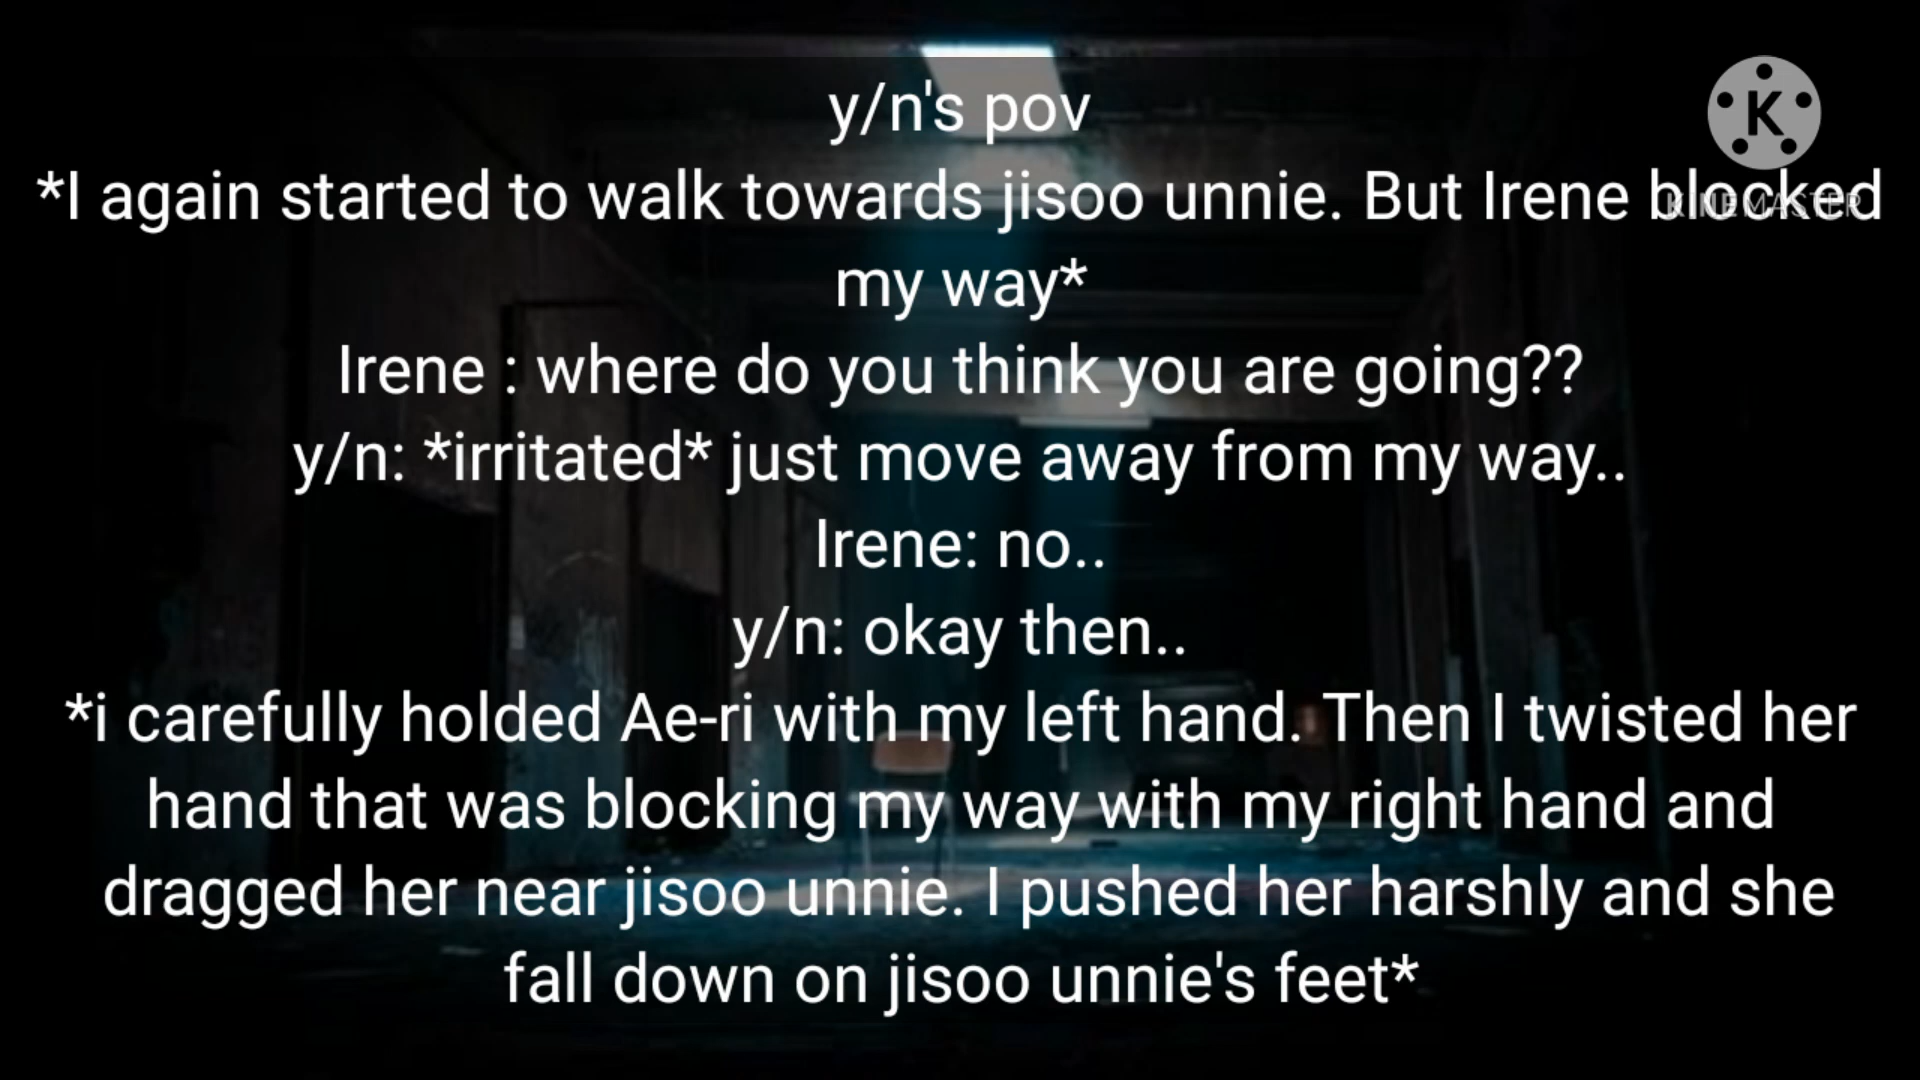 y/n's pov
*I again started to walk towards jisoo unnie. But Irene blocked
my way*
Irene : where do you think you are going??
y/n: *irritated* just move away from my way..
Irene: no..
y/n: okay then..
*i carefully holded Ae-ri with my left hand. Then I twisted her
hand that was blocking my way with my right hand and
dragged her near jisoo unnie. I pushed her harshly and she
fall down on jisoo unnie's feet*
K
KINEMASTER